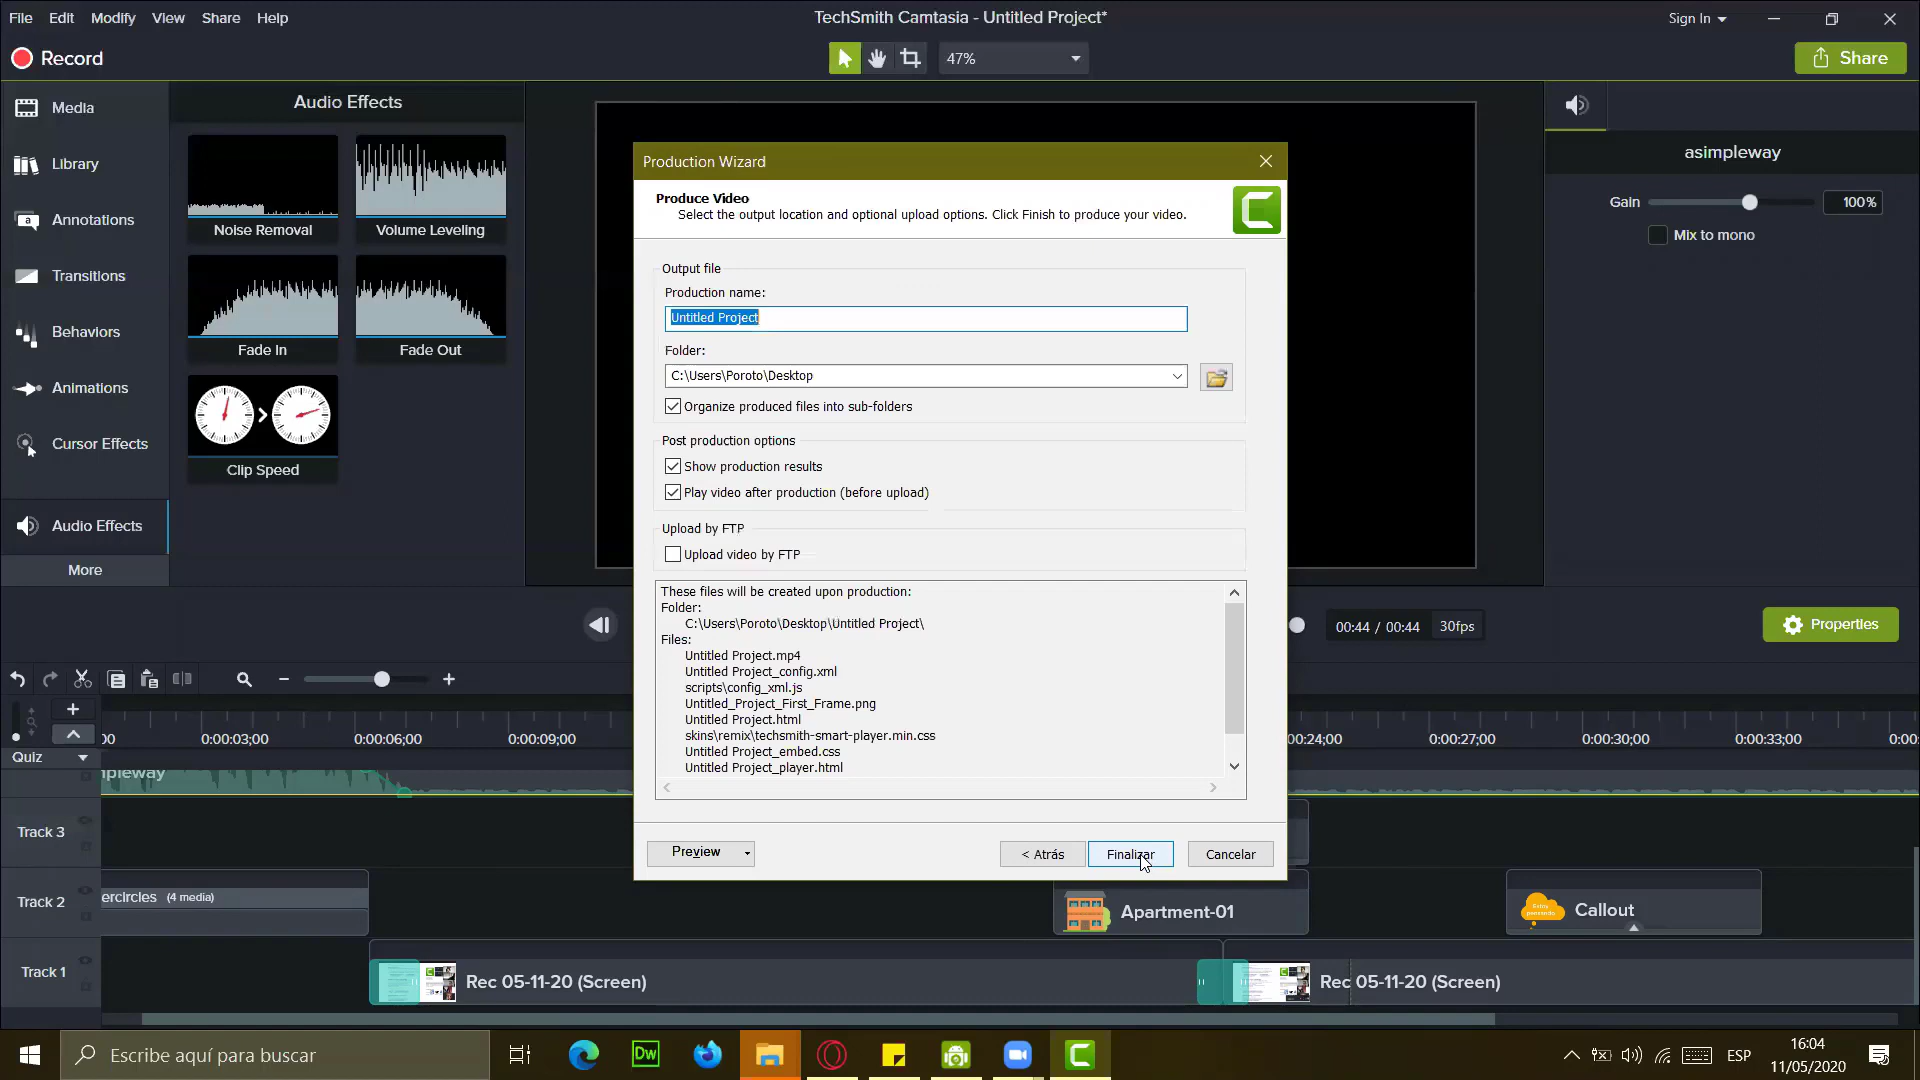 File Edit Modify View Share Help
TechSmith Camtasia - Untitled Project*
Sign In
Record
47%
Share
Media
Library
Annotations
Transitions
Behaviors
Animations
Cursor Effects
Audio Effects
More
Audio Effects
Noise Removal
Volume Leveling
Fade In
Fade Out
Clip Speed
Production Wizard
Produce Video
Select the output location and optional upload options. Click Finish to produce your video.
Output file
Production name:
Untitled Project
Folder:
C:\Users\Poroto\Desktop
Organize produced files into sub-folders
Post production options
Show production results
Play video after production (before upload)
Upload by FTP
Upload video by FTP
These files will be created upon production:
Folder:
C:\Users\Poroto\Desktop\Untitled Project\
Files:
Untitled Project.mp4
Untitled Project_config.xml
scripts\config_xml.js
Untitled_Project_First_Frame.png
Untitled Project.html
skins\remix\techsmith-smart-player.min.css
Untitled Project_embed.css
Untitled Project_player.html
Preview
< Atrás
Finalizar
Cancelar
asimpleway
Gain
100%
Mix to mono
00:44 / 00:44
30fps
Properties
00
0:00:03;00
0:00:06;00
0:00:09;00
00:24;00
0:00:27;00
0:00:30;00
0:00:33;00
0:00:
Quiz
mpleway
Track 3
Track 2
ercircles (4 media)
Apartment-01
Estoy
pensando
Callout
Track 1
Rec 05-11-20 (Screen)
Rec 05-11-20 (Screen)
Escribe aquí para buscar
Dw
ESP
16:04
11/05/2020